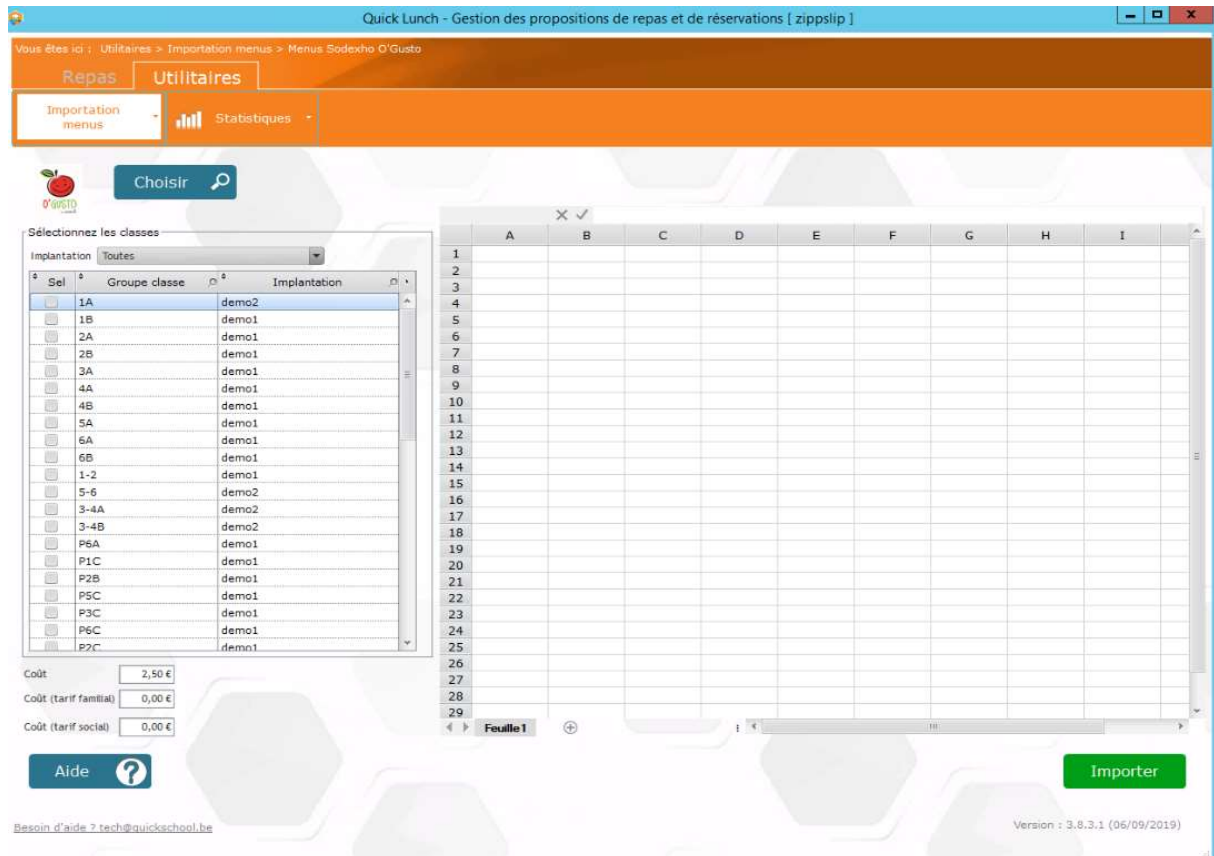 Quick Lunch - Gestion des propositions de repas et de réservations [ zippslip ]
Vous êtes ici : Utilitaires > Importation menus > Menus Sodexho O'Gusto
Repas Utilitaires
Importation menus Statistiques
O'GUSTO
Choisir
Sélectionnez les classes
Implantation Toutes
Sel Groupe classe Implantation
1A demo2
1B demo1
2A demo1
2B demo1
3A demo1
4A demo1
4B demo1
5A demo1
6A demo1
6B demo1
1-2 demo1
5-6 demo2
3-4A demo2
3-4B demo2
P6A demo1
P1C demo1
P2B demo1
P5C demo1
P3C demo1
P6C demo1
P2C demo1
Coût 2,50 €
Coût (tarif familial) 0,00 €
Coût (tarif social) 0,00 €
A B C D E F G H I
1
2
3
4
5
6
7
8
9
10
11
12
13
14
15
16
17
18
19
20
21
22
23
24
25
26
27
28
29
Feuille1
Aide ?
Importer
Besoin d'aide ? tech@quickschool.be
Version : 3.8.3.1 (06/09/2019)